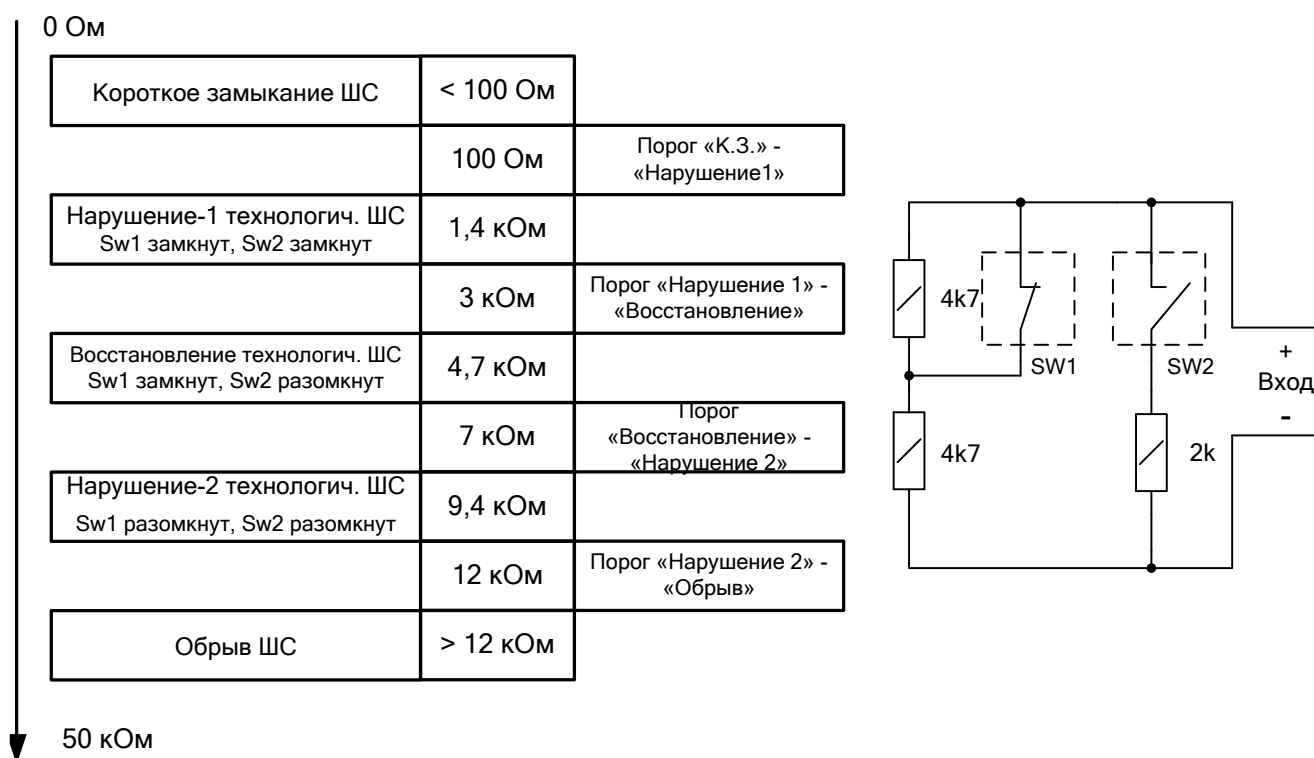 0 Ом
Короткое замыкание ШС
< 100 Ом
100 Ом
Порог «К.З.» -
«Нарушение1»
Нарушение-1 технологич. ШС
Sw1 замкнут, Sw2 замкнут
1,4 кОм
3 кОм
Порог «Нарушение 1» -
«Восстановление»
Восстановление технологич. ШС
Sw1 замкнут, Sw2 разомкнут
4,7 кОм
7 кОм
Порог
«Восстановление» -
«Нарушение 2»
Нарушение-2 технологич. ШС
Sw1 разомкнут, Sw2 разомкнут
9,4 кОм
12 кОм
Порог «Нарушение 2» -
«Обрыв»
Обрыв ШС
> 12 кОм
50 кОм
4k7
SW1
SW2
+
Вход
-
4k7
2k